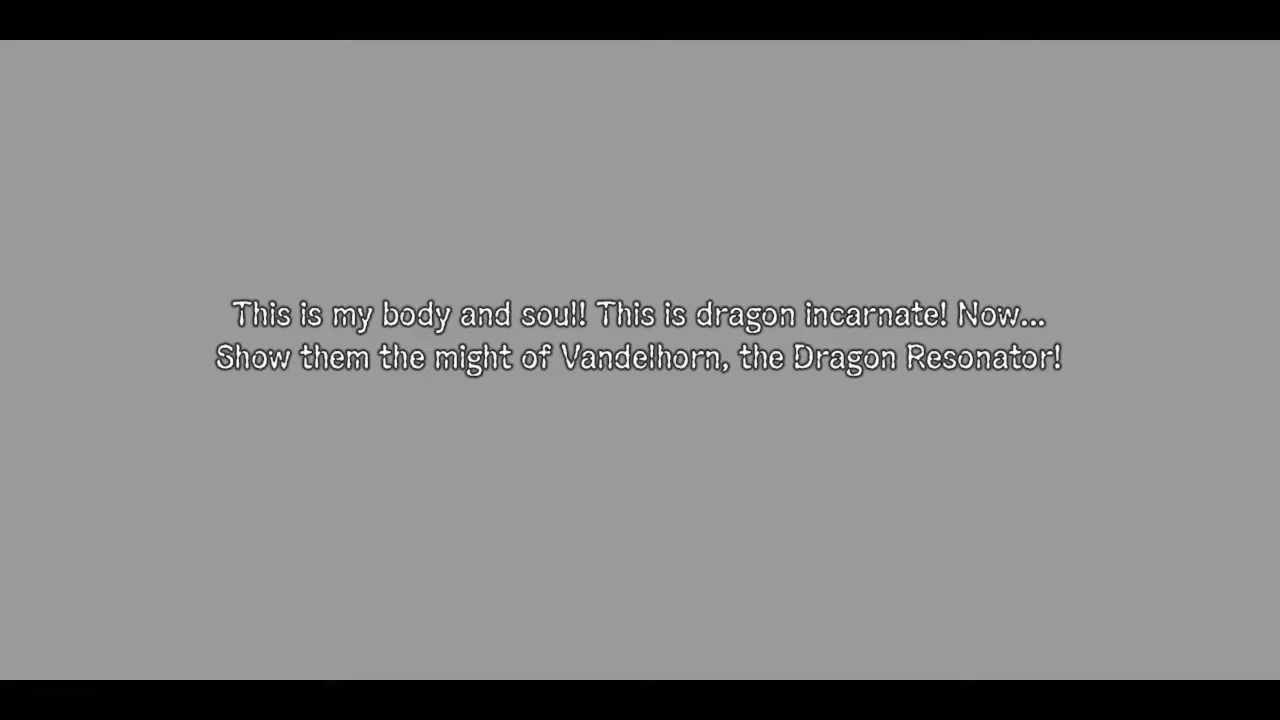 This is my body and soul! This is dragon incarnate! Now...
Show them the might of Vandelhorn, the Dragon Resonator!